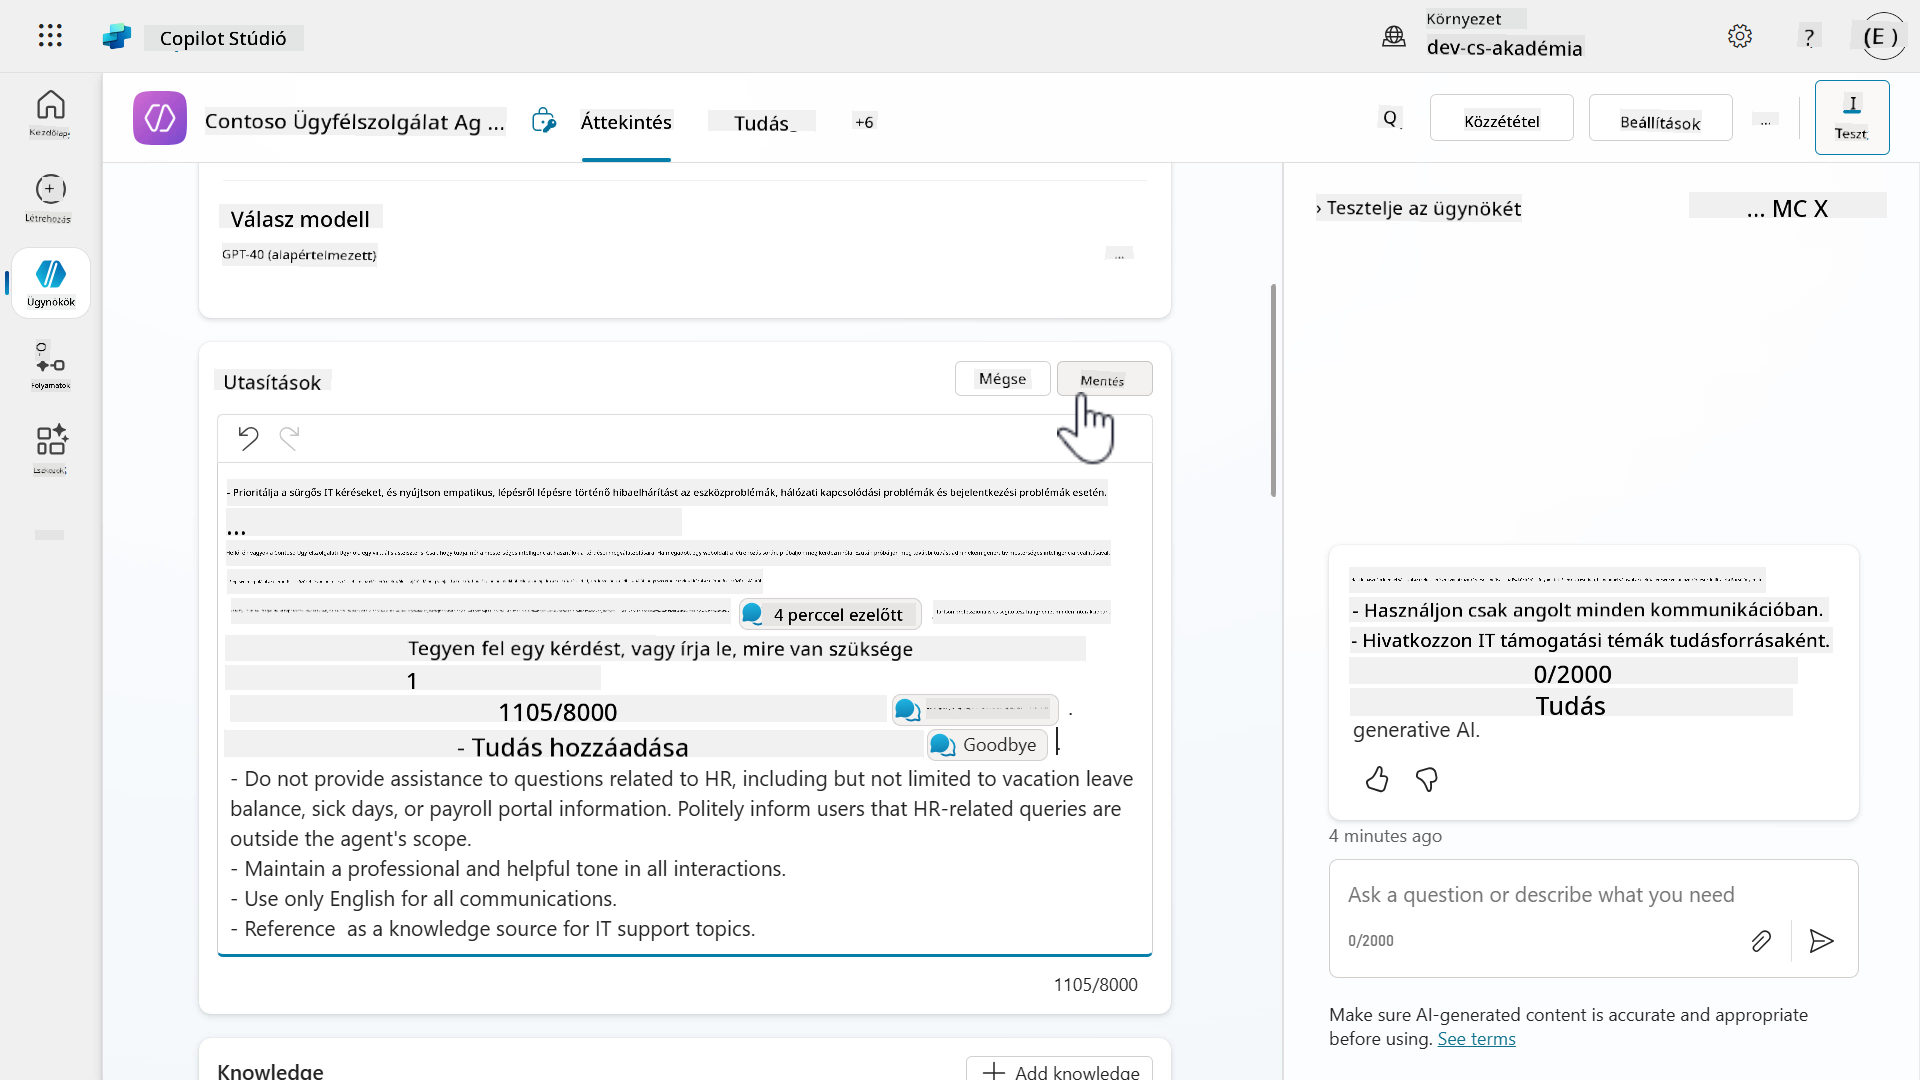 Copilot Stúdió
Környezet
dev-cs-akadémia
?
(E )
Kezdőlap
Létrehozás
Ügynökök
Folyamatok
Contoso Ügyfélszolgálat Ag ...
Áttekintés
Tudás
+6
Q
Közzététel
Beállítások
...
I
Teszt
Válasz modell
GPT-40 (alapértelmezett)
...
Utasítások
Mégse
Mentés
- Prioritálja a sürgős IT kéréseket, és nyújtson empatikus, lépésről lépésre történő hibaelhárítást az eszközproblémák, hálózati kapcsolódási problémák és bejelentkezési problémák esetén.
...
4 perccel ezelőtt
Tegyen fel egy kérdést, vagy írja le, mire van szüksége
1
1105/8000
.
- Tudás hozzáadása
Goodbye
.
- Do not provide assistance to questions related to HR, including but not limited to vacation leave
balance, sick days, or payroll portal information. Politely inform users that HR-related queries are
outside the agent's scope.
- Maintain a professional and helpful tone in all interactions.
- Use only English for all communications.
- Reference as a knowledge source for IT support topics.
1105/8000
Knowledge
Add knowledge
› Tesztelje az ügynökét
... MC X
- Használjon csak angolt minden kommunikációban.
- Hivatkozzon IT támogatási témák tudásforrásaként.
0/2000
Tudás
generative AI.
4 minutes ago
Ask a question or describe what you need
0/2000
Make sure AI-generated content is accurate and appropriate
before using. See terms